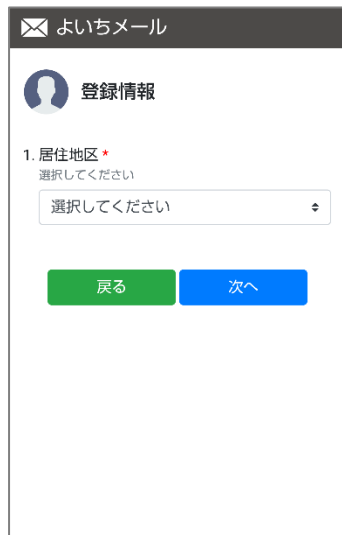 よいちメール
登録情報
1. 居住地区 *
選択してください
選択してください
戻る 次へ